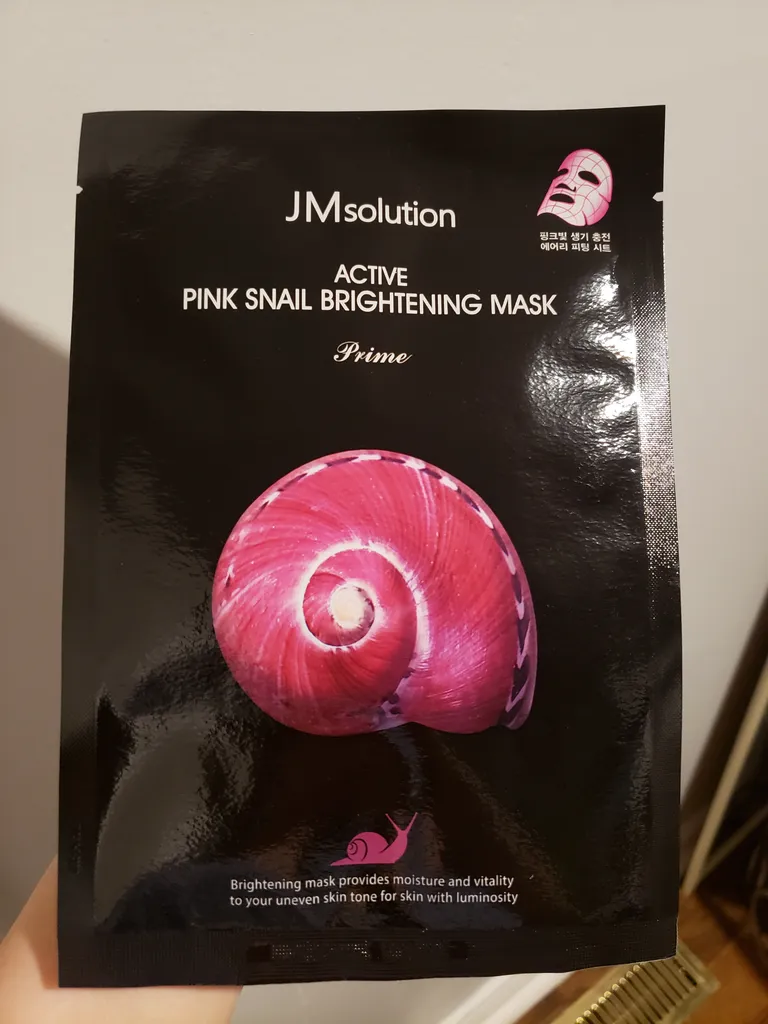 JMsolution
핑크빛 생기 충전
에어리 피팅 시트
ACTIVE
PINK SNAIL BRIGHTENING MASK
Prime
Brightening mask provides moisture and vitality
to your uneven skin tone for skin with luminosity